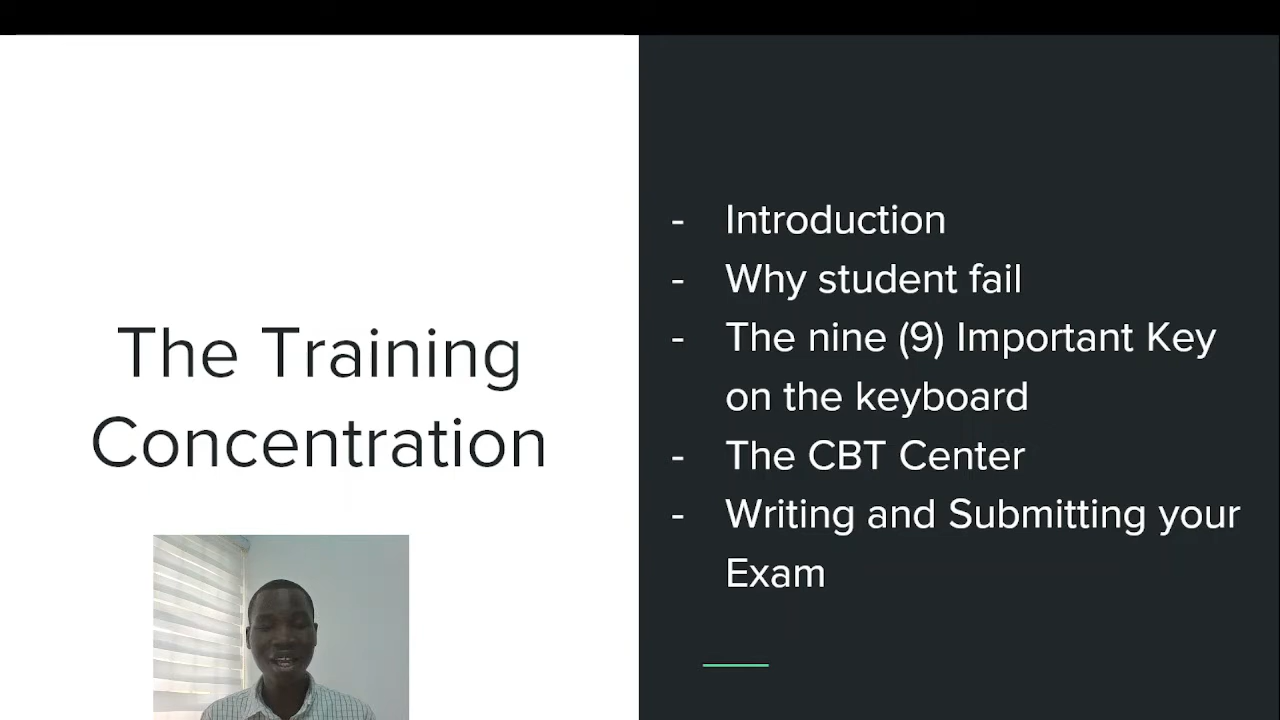 The Training
Concentration
- Introduction
- Why student fail
- The nine (9) Important Key
on the keyboard
- The CBT Center
- Writing and Submitting your
Exam